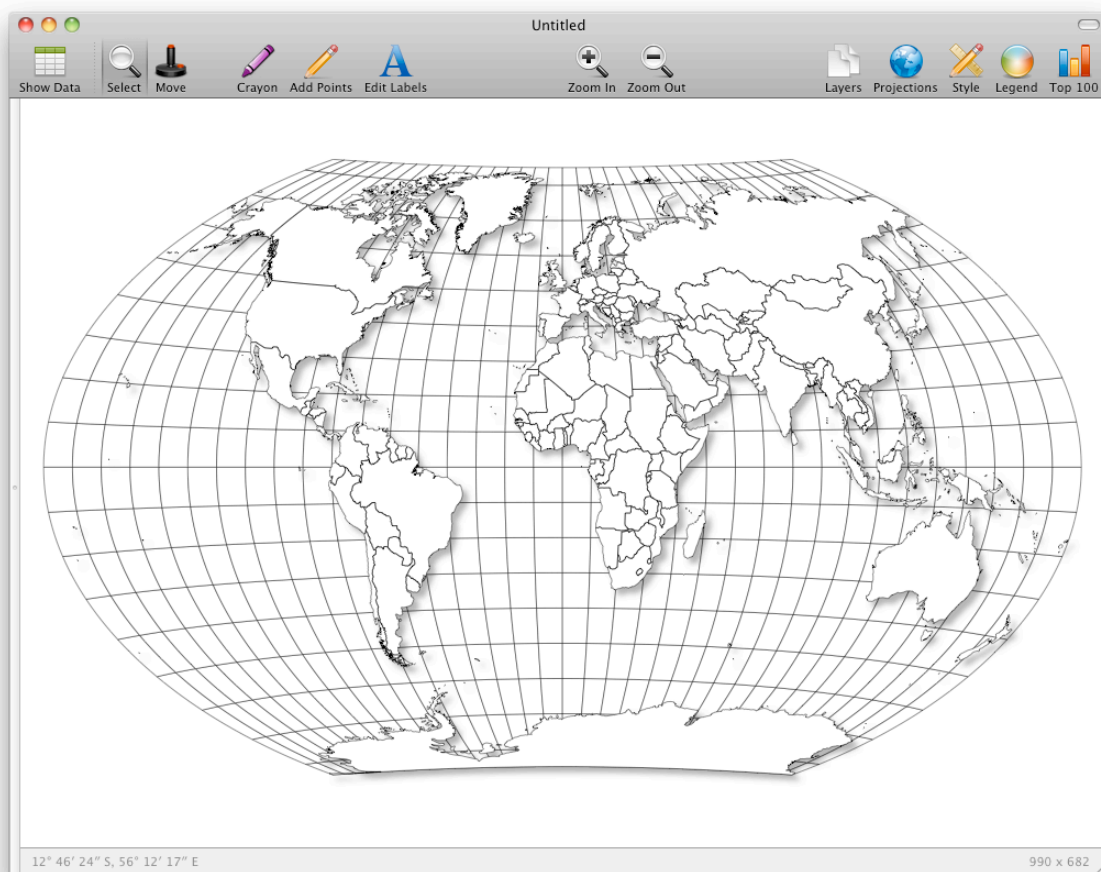 Untitled
Show Data Select Move Crayon Add Points Edit Labels Zoom In Zoom Out Layers Projections Style Legend Top 100
12° 46′ 24″ S, 56° 12′ 17″ E 990 x 682